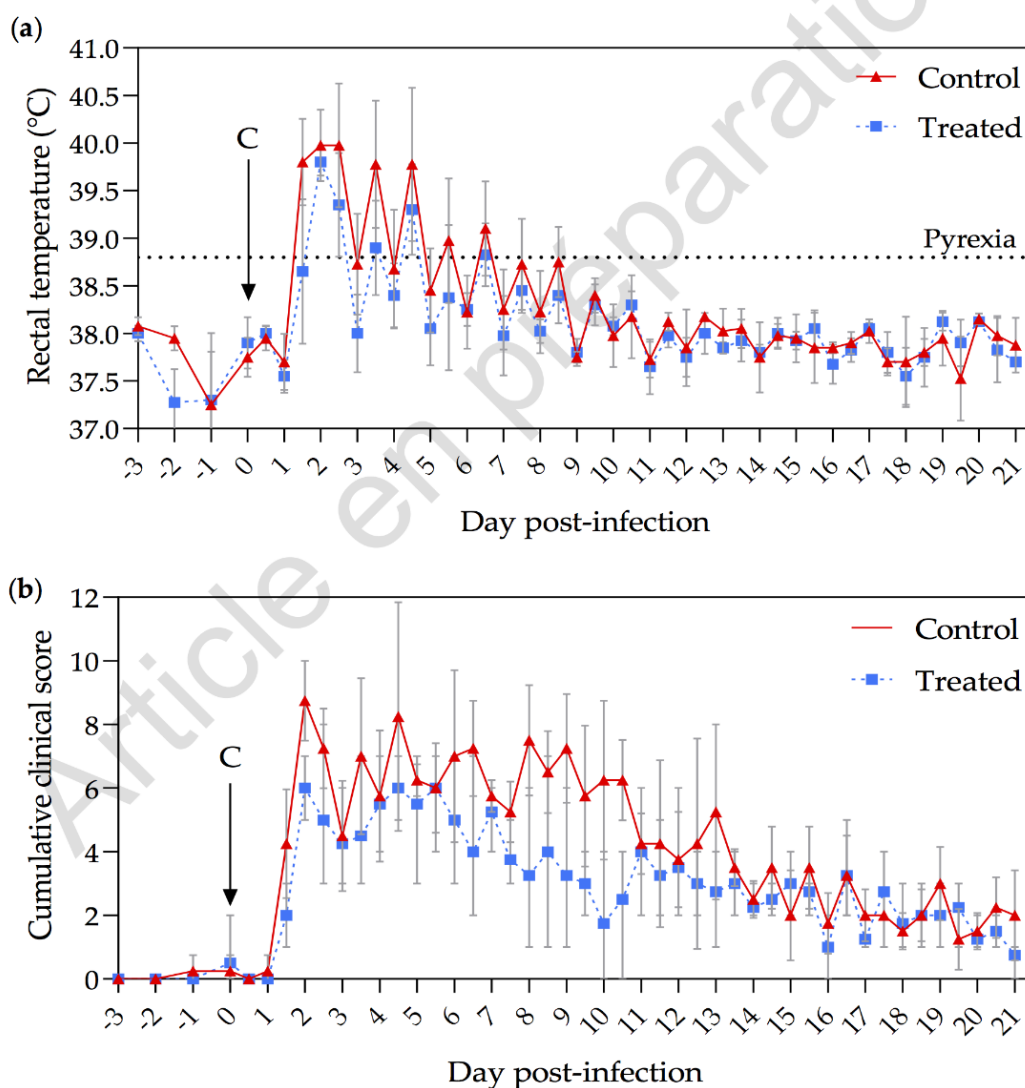 (a)
41.0
40.5
40.0
39.5
39.0
38.5
38.0
37.5
37.0
Rectal temperature (°C)
C
Control
Treated
Pyrexia
-3 -2 -1 0 1 2 3 4 5 6 7 8 9 10 11 12 13 14 15 16 17 18 19 20 21
Day post-infection
(b)
12
10
8
6
4
2
0
Cumulative clinical score
C
Control
Treated
-3 -2 -1 0 1 2 3 4 5 6 7 8 9 10 11 12 13 14 15 16 17 18 19 20 21
Day post-infection
Article en préparatio